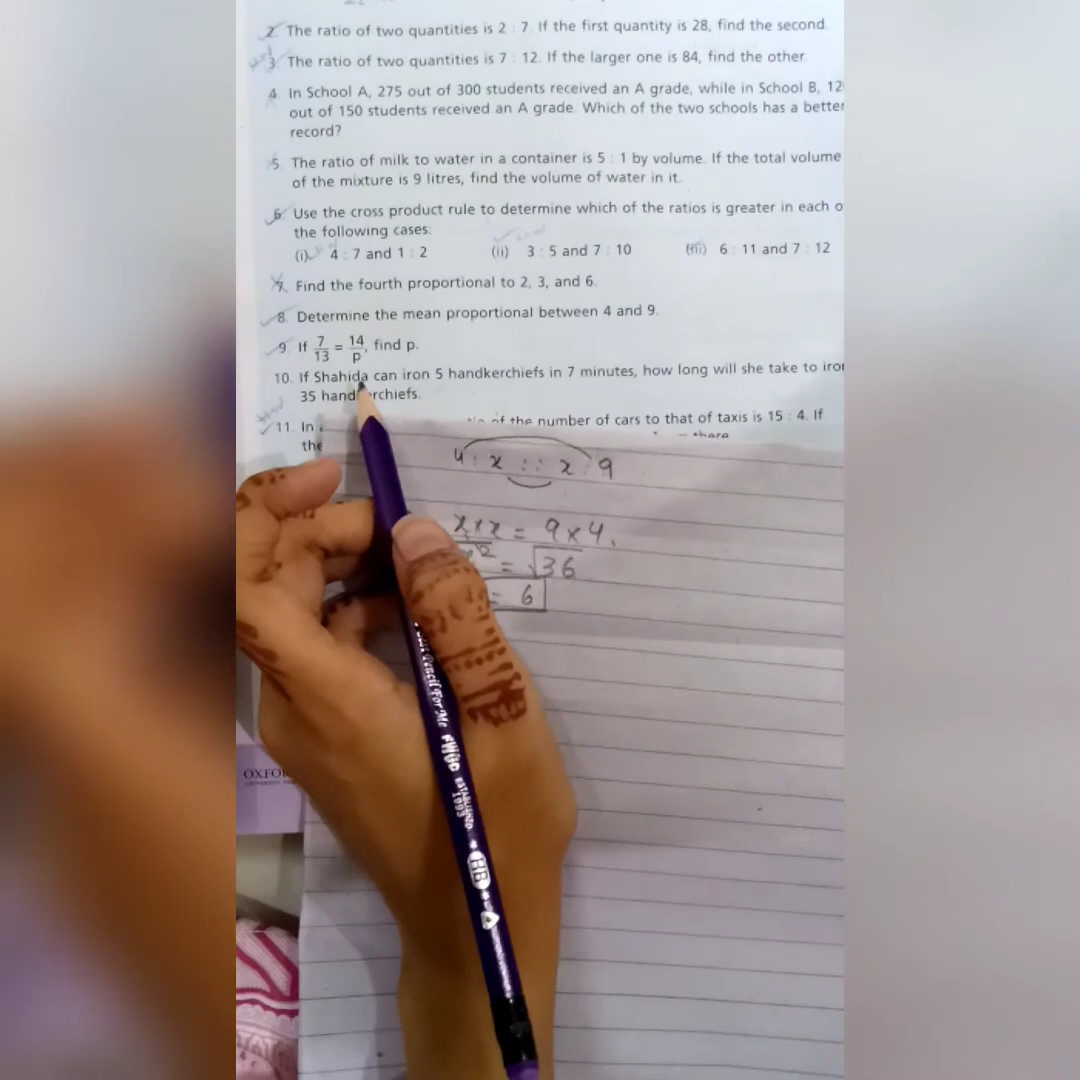 2. The ratio of two quantities is 2 : 7. If the first quantity is 28, find the second.
3. The ratio of two quantities is 7 : 12. If the larger one is 84, find the other.
4. In School A, 275 out of 300 students received an A grade, while in School B, 12
out of 150 students received an A grade. Which of the two schools has a better
record?
5. The ratio of milk to water in a container is 5 : 1 by volume. If the total volume
of the mixture is 9 litres, find the volume of water in it.
6. Use the cross product rule to determine which of the ratios is greater in each o
the following cases:
(i) 4 : 7 and 1 : 2 (ii) 3 : 5 and 7 : 10 (iii) 6 : 11 and 7 : 12
7. Find the fourth proportional to 2, 3, and 6.
8. Determine the mean proportional between 4 and 9.
9. If 7/13 = 14/p, find p.
10. If Shahida can iron 5 handkerchiefs in 7 minutes, how long will she take to iro
35 handkerchiefs.
11. In of the number of cars to that of taxis is 15 : 4. If
the there
4 : x :: x : 9
x × x = 9 × 4.
= √36
= 6
OXFO
Pencil For Me
ESTABLISHED
1993
HB